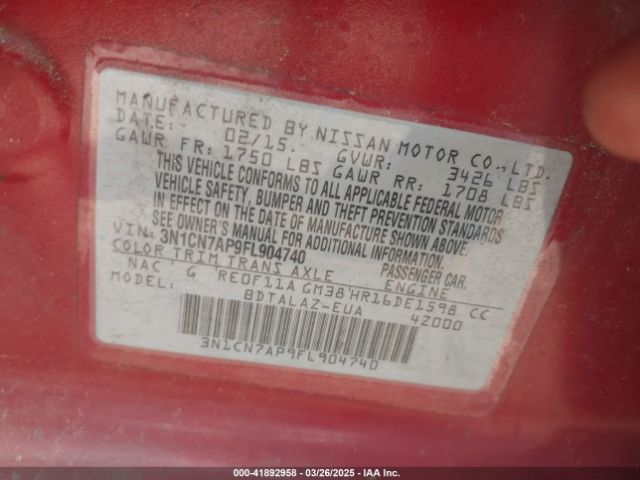 MANUFACTURED BY NISSAN MOTOR CO., LTD.
DATE: 02/15. GVWR: 3426 LBS
GAWR FR: 1750 LBS GAWR RR: 1708 LBS
THIS VEHICLE CONFORMS TO ALL APPLICABLE FEDERAL MOTOR
VEHICLE SAFETY, BUMPER AND THEFT PREVENTION STANDARDS
IN EFFECT ON THE DATE OF MANUFACTURE SHOWN ABOVE.
SEE OWNER'S MANUAL FOR ADDITIONAL INFORMATION.
VIN: 3N1CN7AP9FL904740 PASSENGER CAR.
COLOR TRIM TRANS AXLE ENGINE
NAC G RE0F11A GM38 HR16DE1598 CC
MODEL: BDTALAZ-EUA 4Z000
3N1CN7AP9FL904740
000-41892958 | 03/26/2025 - IAA Inc.